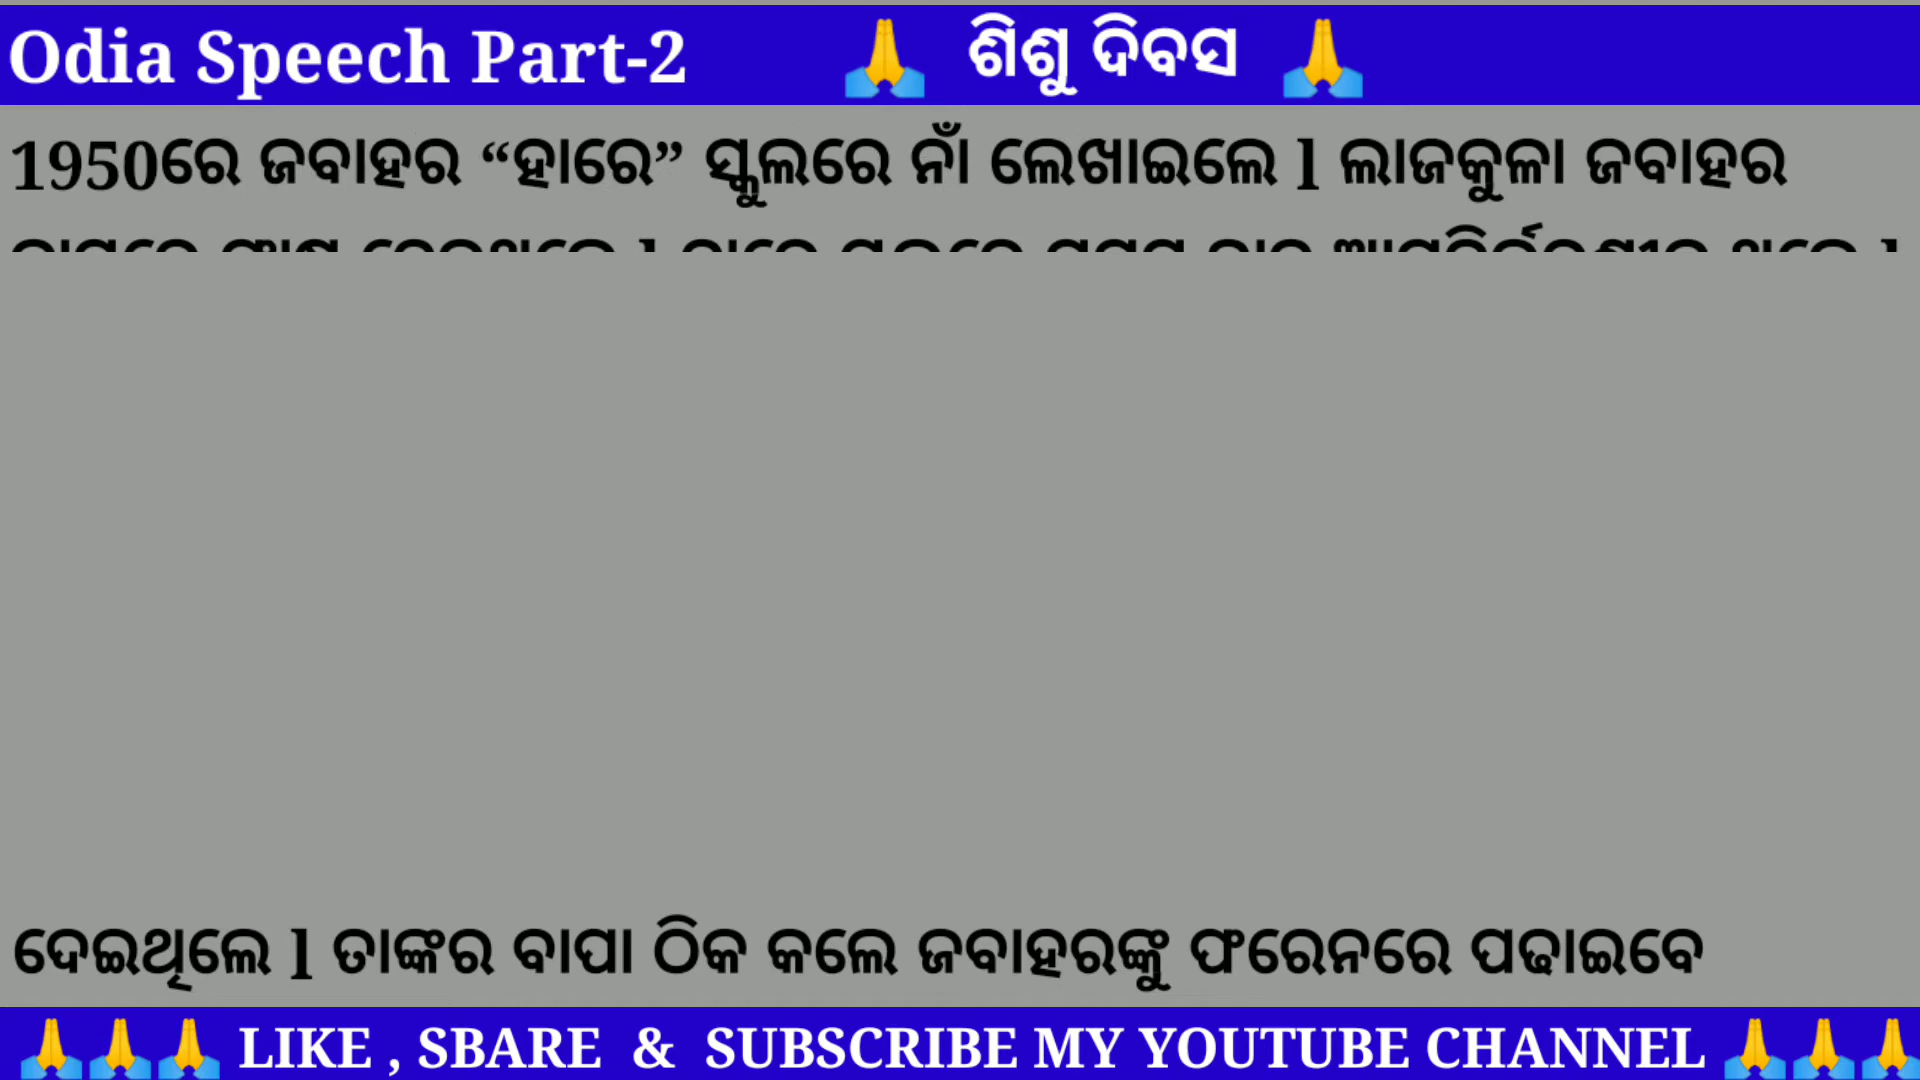 Odia Speech Part-2 🙏 ଶିଶୁ ଦିବସ 🙏
1950ରେ ଜବାହର “ହାରେ” ସ୍କୁଲରେ ନାଁ ଲେଖାଇଲେ l ଲାଜକୁଳା ଜବାହର
ଦେଇଥିଲେ l ତାଙ୍କର ବାପା ଠିକ କଲେ ଜବାହରଙ୍କୁ ଫରେନରେ ପଢାଇବେ
🙏🙏🙏 LIKE , SBARE & SUBSCRIBE MY YOUTUBE CHANNEL 🙏🙏🙏